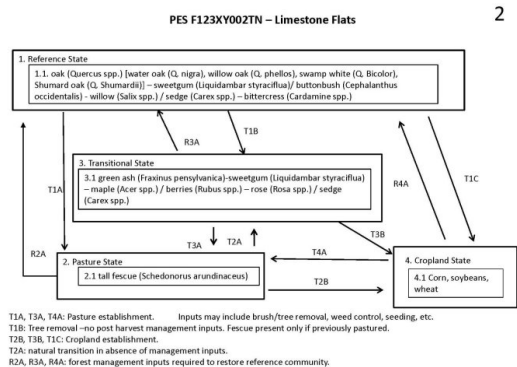 PES F123XY002TN – Limestone Flats
2
1. Reference State
1.1. oak (Quercus spp.) [water oak (Q. nigra), willow oak (Q. phellos), swamp white (Q. Bicolor),
Shumard oak (Q. Shumardii)] – sweetgum (Liquidambar styraciflua)/ buttonbush (Cephalanthus
occidentalis) - willow (Salix spp.) / sedge (Carex spp.) – bittercress (Cardamine spp.)
R3A
T1B
3. Transitional State
3.1 green ash (Fraxinus pensylvanica)-sweetgum (Liquidambar styraciflua)
– maple (Acer spp.) / berries (Rubus spp.) – rose (Rosa spp.) / sedge
(Carex spp.)
T1A
R4A
T1C
R2A
T3A
T2A
T3B
T4A
2. Pasture State
2.1 tall fescue (Schedonorus arundinaceus)
T2B
4. Cropland State
4.1 Corn, soybeans,
wheat
T1A, T3A, T4A: Pasture establishment. Inputs may include brush/tree removal, weed control, seeding, etc.
T1B: Tree removal –no post harvest management inputs. Fescue present only if previously pastured.
T2B, T3B, T1C: Cropland establishment.
T2A: natural transition in absence of management inputs.
R2A, R3A, R4A: forest management inputs required to restore reference community.